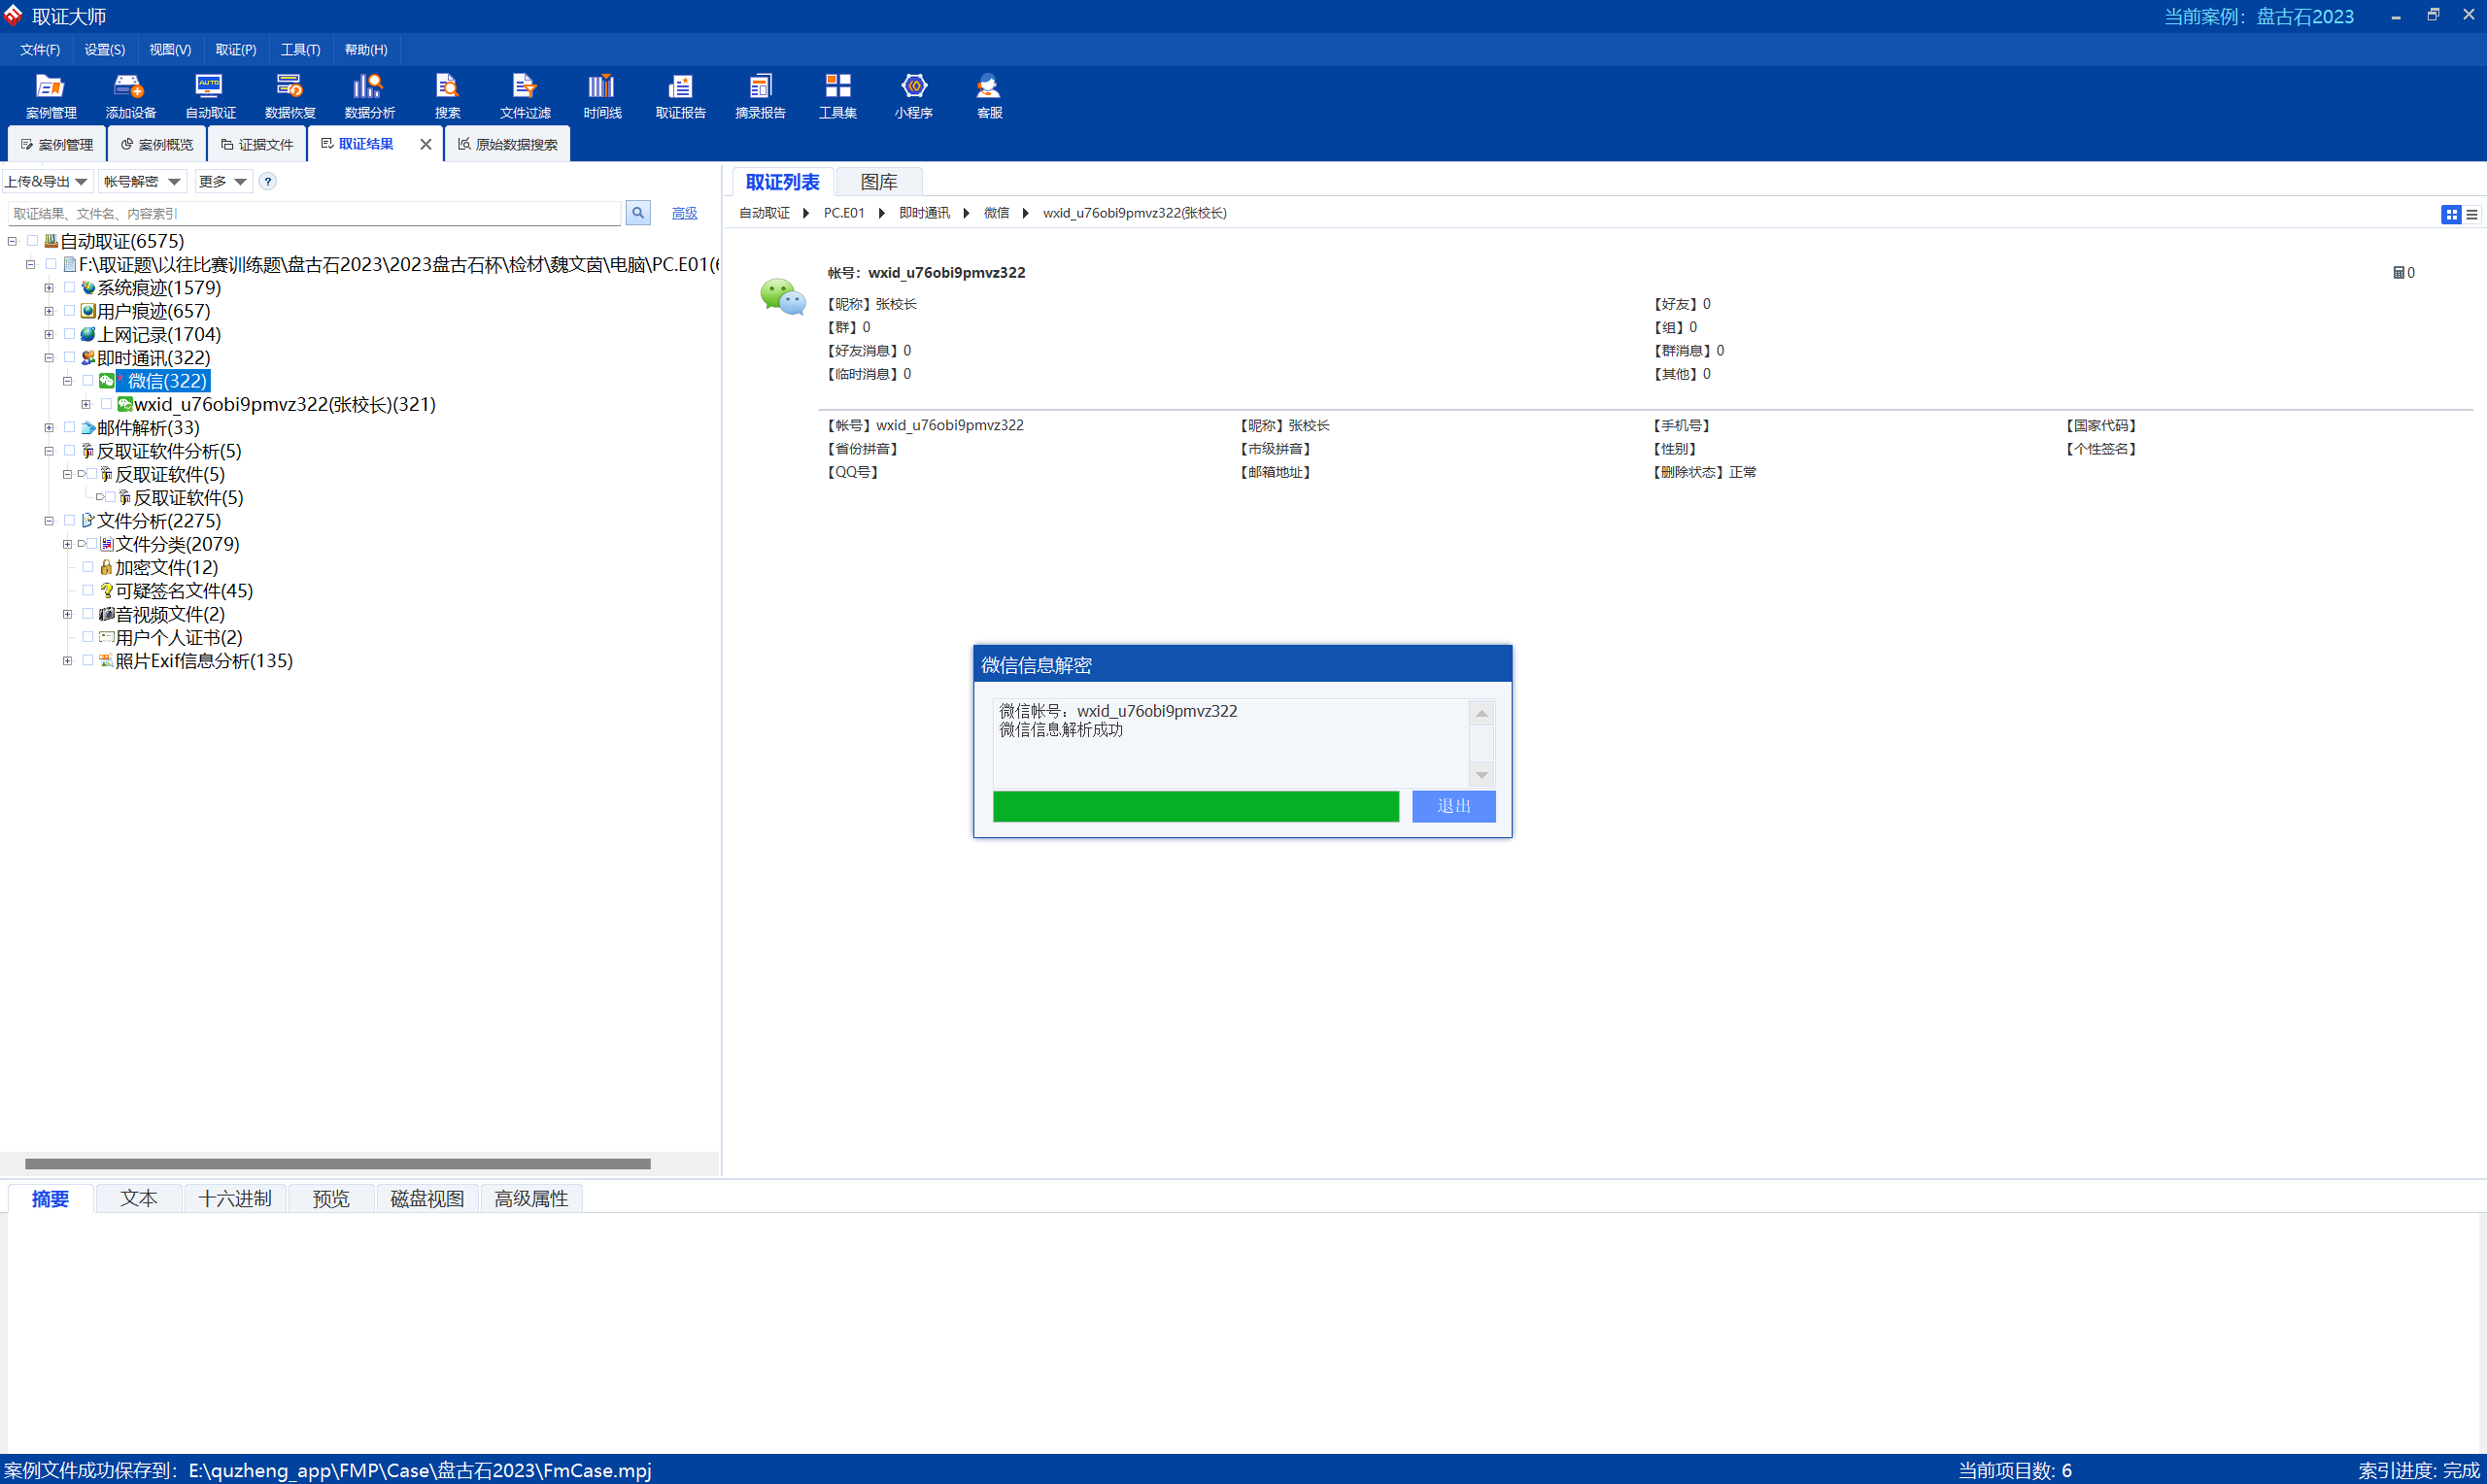 取证大师
当前案例：盘古石2023
文件(F) 设置(S) 视图(V) 取证(P) 工具(T) 帮助(H)
案例管理 添加设备 自动取证 数据恢复 数据分析 搜索 文件过滤 时间线 取证报告 摘录报告 工具集 小程序 客服
案例管理 案例概览 证据文件 取证结果 原始数据搜索
上传&导出 帐号解密 更多 ?
取证结果、文件名、内容索引 高级
自动取证(6575)
F:\取证题\以往比赛训练题\盘古石2023\2023盘古石杯\检材\魏文茵\电脑\PC.E01(6
系统痕迹(1579)
用户痕迹(657)
上网记录(1704)
即时通讯(322)
* 微信(322)
wxid_u76obi9pmvz322(张校长)(321)
邮件解析(33)
反取证软件分析(5)
反取证软件(5)
反取证软件(5)
文件分析(2275)
文件分类(2079)
加密文件(12)
可疑签名文件(45)
音视频文件(2)
用户个人证书(2)
照片Exif信息分析(135)
取证列表 图库
自动取证 PC.E01 即时通讯 微信 wxid_u76obi9pmvz322(张校长)
帐号：wxid_u76obi9pmvz322
0
【昵称】张校长 【好友】0
【群】0 【组】0
【好友消息】0 【群消息】0
【临时消息】0 【其他】0
【帐号】wxid_u76obi9pmvz322 【昵称】张校长 【手机号】 【国家代码】
【省份拼音】 【市级拼音】 【性别】 【个性签名】
【QQ号】 【邮箱地址】 【删除状态】正常
微信信息解密
微信帐号：wxid_u76obi9pmvz322
微信信息解析成功
退出
摘要 文本 十六进制 预览 磁盘视图 高级属性
案例文件成功保存到：E:\quzheng_app\FMP\Case\盘古石2023\FmCase.mpj
当前项目数: 6
索引进度: 完成